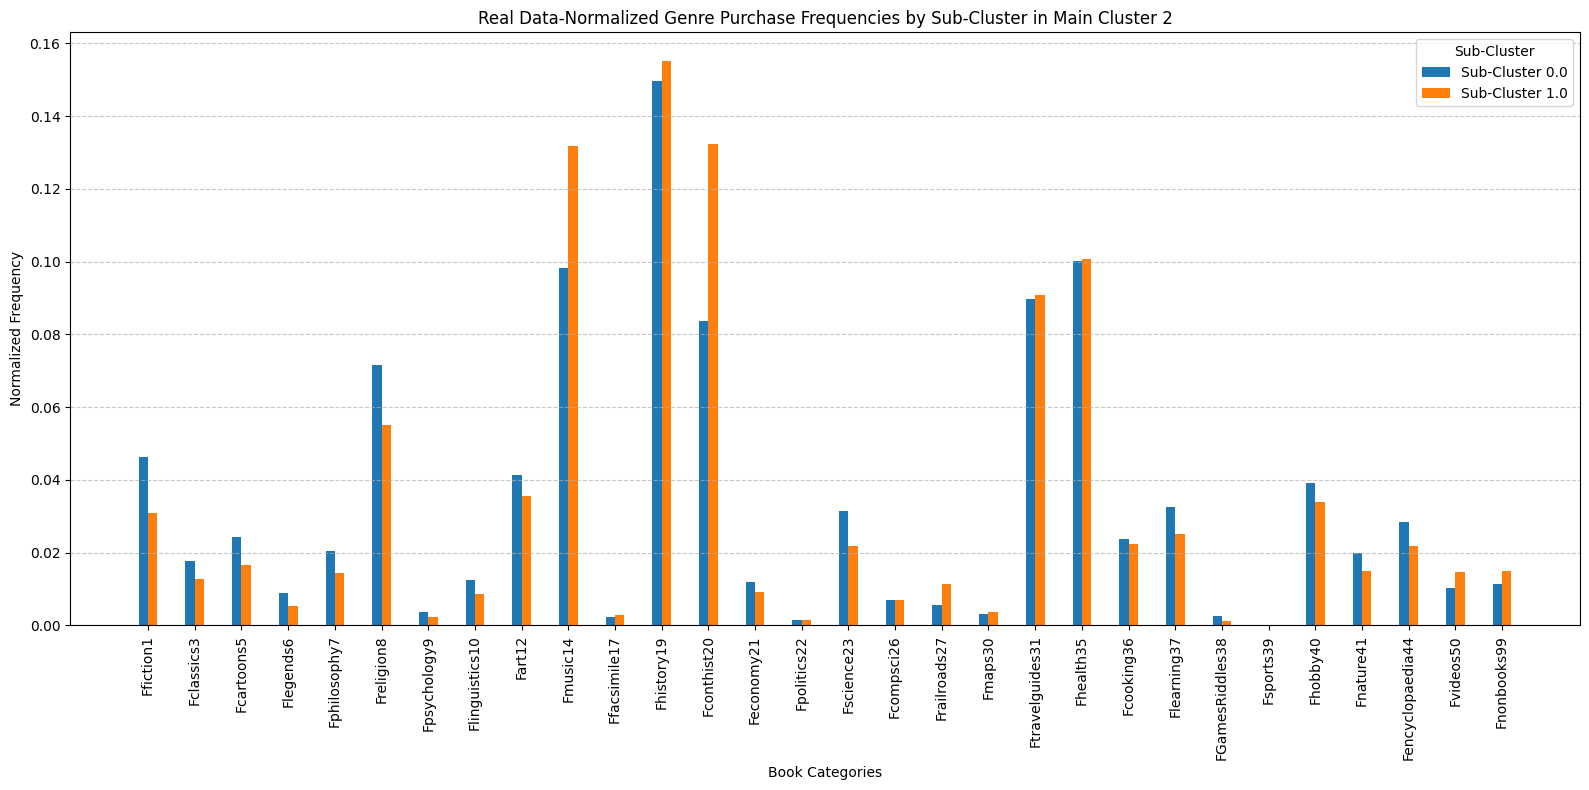 Real Data-Normalized Genre Purchase Frequencies by Sub-Cluster in Main Cluster 2
Sub-Cluster
Sub-Cluster 0.0
Sub-Cluster 1.0
Normalized Frequency
0.16
0.14
0.12
0.10
0.08
0.06
0.04
0.02
0.00
Ffiction1
Fclassics3
Fcartoons5
Flegends6
Fphilosophy7
Freligion8
Fpsychology9
Flinguistics10
Fart12
Fmusic14
Ffacsimile17
Fhistory19
Fconthist20
Feconomy21
Fpolitics22
Fscience23
Fcompsci26
Frailroads27
Fmaps30
Ftravelguides31
Fhealth35
Fcooking36
Flearning37
FGamesRiddles38
Fsports39
Fhobby40
Fnature41
Fencyclopaedia44
Fvideos50
Fnonbooks99
Book Categories